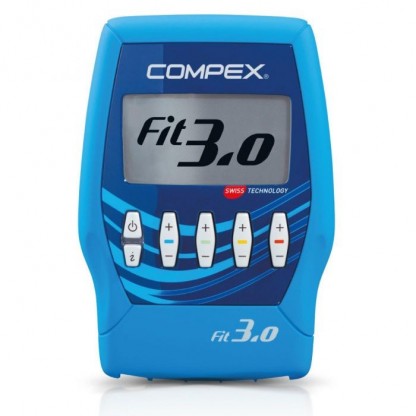 COMPEX®
Fit 3.0
SWISS TECHNOLOGY
+ + + +
i - - - -
Fit 3.0